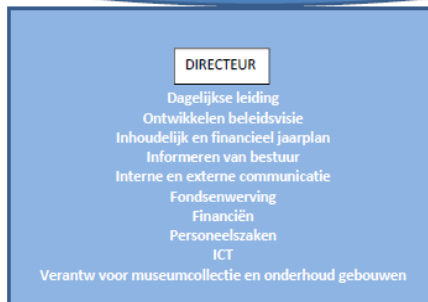 DIRECTEUR
Dagelijkse leiding
Ontwikkelen beleidsvisie
Inhoudelijk en financieel jaarplan
Informeren van bestuur
Interne en externe communicatie
Fondsenwerving
Financiën
Personeelszaken
ICT
Verantw voor museumcollectie en onderhoud gebouwen